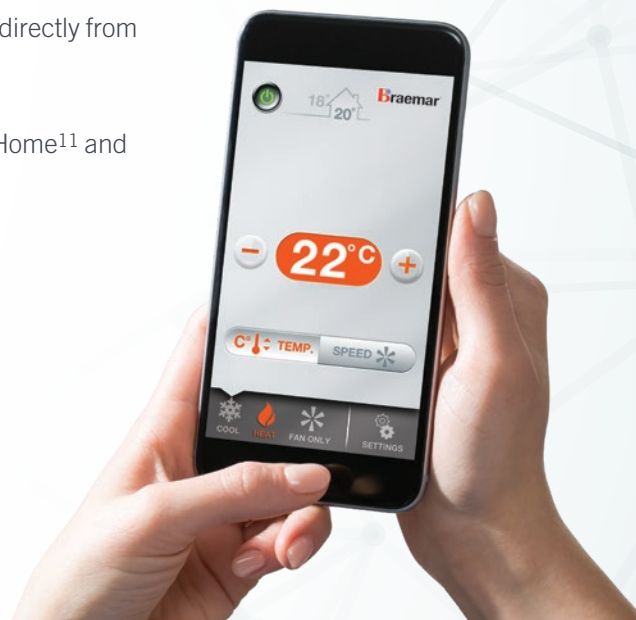 directly from
Home¹¹ and
18°
20°
Braemar
− 22°C +
C° TEMP. SPEED
COOL HEAT FAN ONLY SETTINGS